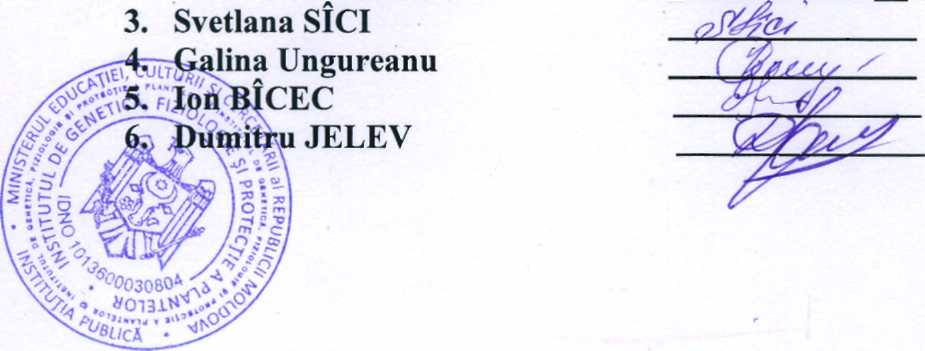 3. Svetlana SÎCI
4. Galina Ungureanu
5. Ion BÎCEC
6. Dumitru JELEV
MINISTERUL EDUCAȚIEI, CULTURII ȘI CERCETĂRII al REPUBLICII MOLDOVA
INSTITUȚIA PUBLICĂ
INSTITUTUL DE GENETICĂ, FIZIOLOGIE ȘI PROTECȚIE A PLANTELOR
IDNO 1013600030804